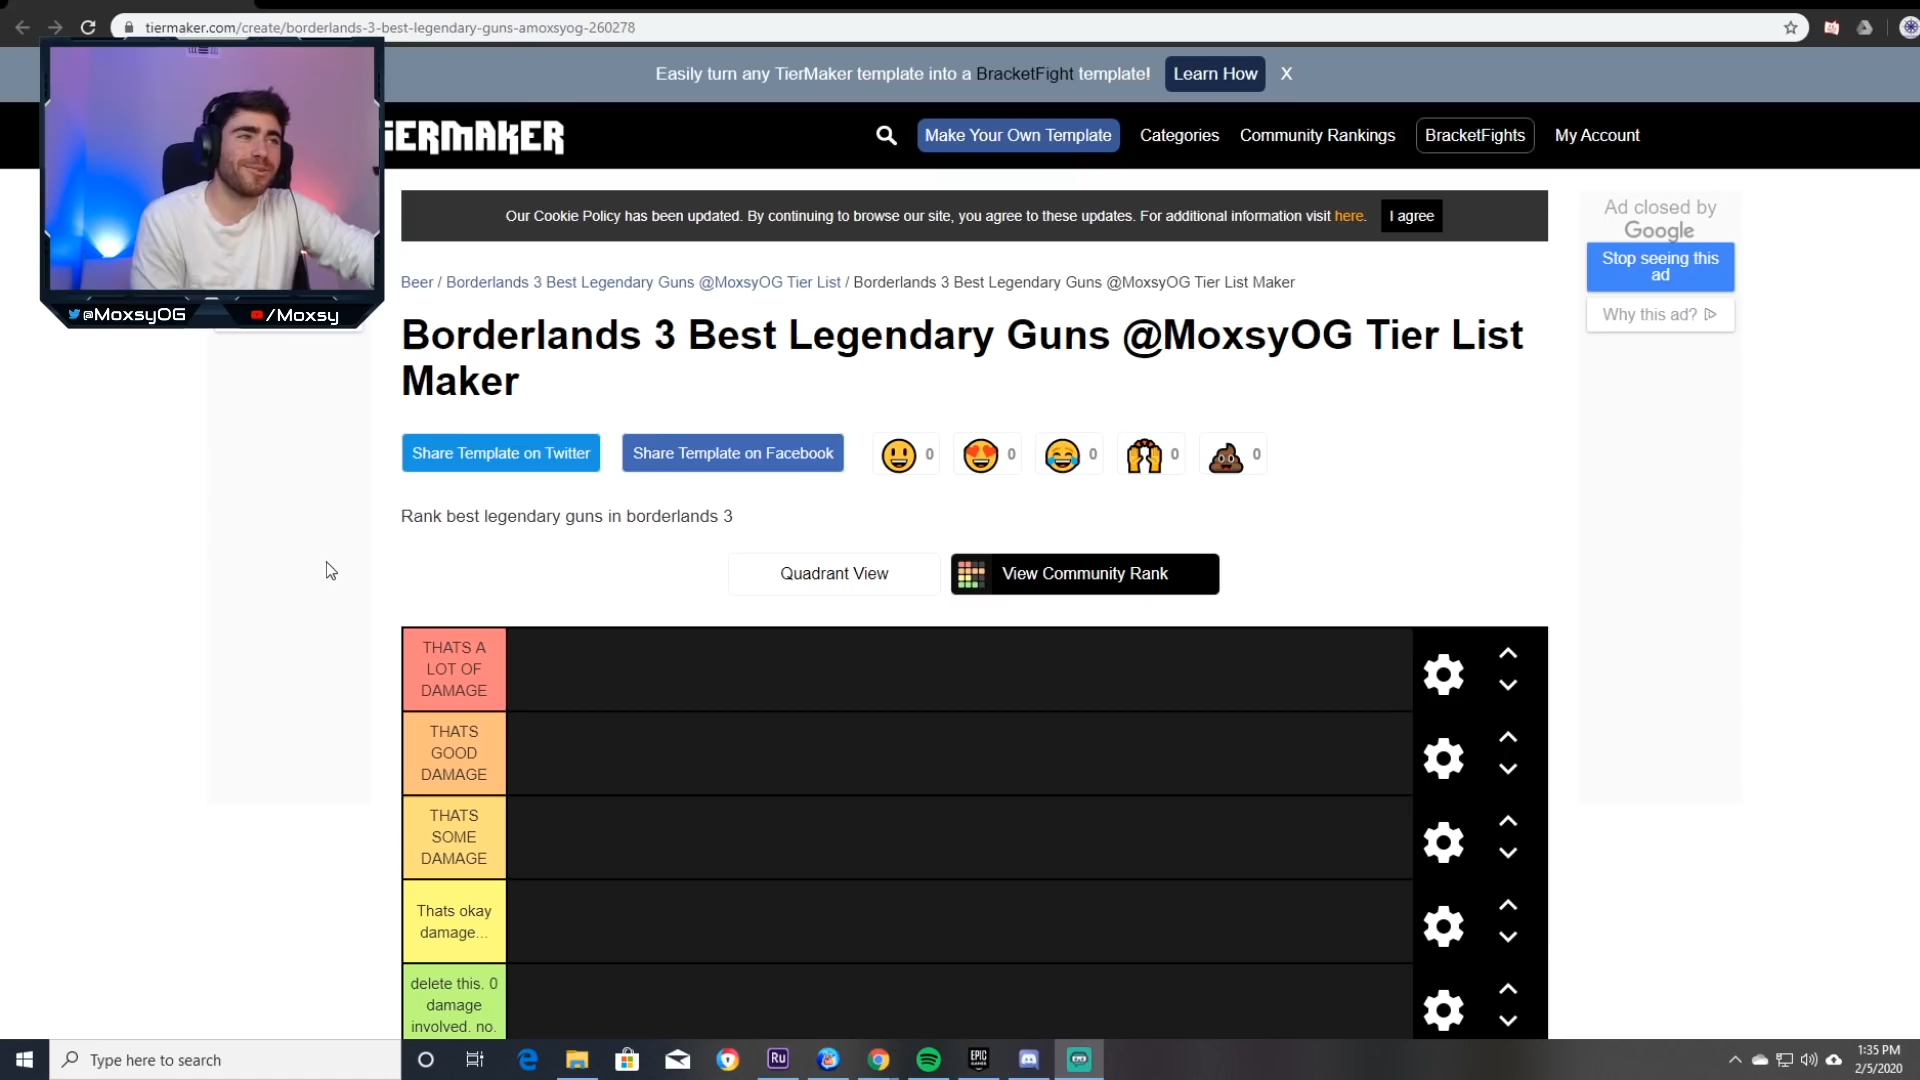 tiermaker.com/create/borderlands-3-best-legendary-guns-amoxsyog-260278
Easily turn any TierMaker template into a BracketFight template! Learn How X
TIERMAKER
Make Your Own Template Categories Community Rankings BracketFights My Account
@MoxsyOG /Moxsy
Our Cookie Policy has been updated. By continuing to browse our site, you agree to these updates. For additional information visit here. I agree
Ad closed by
Google
Stop seeing this
ad
Why this ad?
Beer / Borderlands 3 Best Legendary Guns @MoxsyOG Tier List / Borderlands 3 Best Legendary Guns @MoxsyOG Tier List Maker
Borderlands 3 Best Legendary Guns @MoxsyOG Tier List
Maker
Share Template on Twitter Share Template on Facebook 0 0 0 0 0
Rank best legendary guns in borderlands 3
Quadrant View View Community Rank
THATS A
LOT OF
DAMAGE
THATS
GOOD
DAMAGE
THATS
SOME
DAMAGE
Thats okay
damage...
delete this. 0
damage
involved. no.
Type here to search
Ru
EPIC
GAMES
1:35 PM
2/5/2020